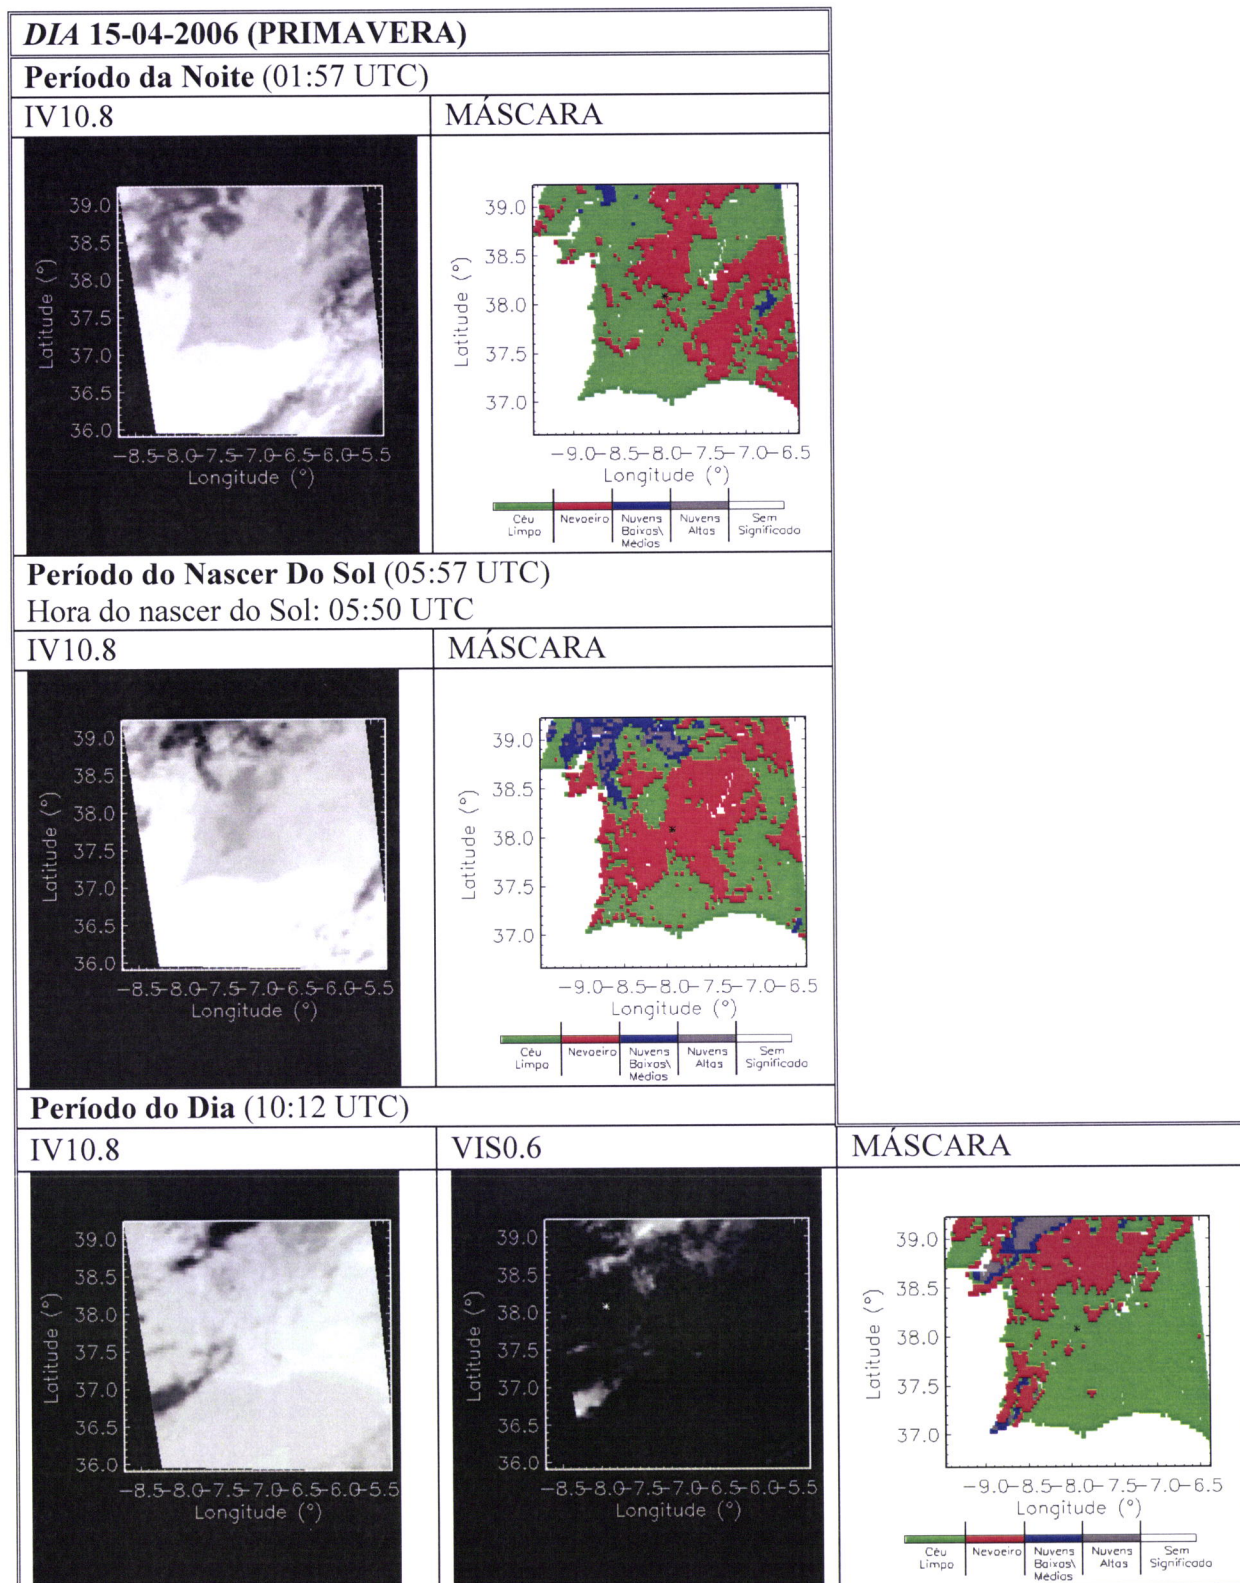 DIA 15-04-2006 (PRIMAVERA)
Período da Noite (01:57 UTC)
IV10.8
MÁSCARA
39.0
38.5
38.0
37.5
37.0
36.5
36.0
Latitude (°)
-8.5-8.0-7.5-7.0-6.5-6.0-5.5
Longitude (°)
39.0
38.5
38.0
37.5
37.0
Latitude (°)
-9.0-8.5-8.0-7.5-7.0-6.5
Longitude (°)
Céu Limpo
Nevoeiro
Nuvens Baixas\ Médias
Nuvens Altas
Sem Significado
Período do Nascer Do Sol (05:57 UTC)
Hora do nascer do Sol: 05:50 UTC
IV10.8
MÁSCARA
39.0
38.5
38.0
37.5
37.0
36.5
36.0
Latitude (°)
-8.5-8.0-7.5-7.0-6.5-6.0-5.5
Longitude (°)
39.0
38.5
38.0
37.5
37.0
Latitude (°)
-9.0-8.5-8.0-7.5-7.0-6.5
Longitude (°)
Céu Limpo
Nevoeiro
Nuvens Baixas\ Médias
Nuvens Altas
Sem Significado
Período do Dia (10:12 UTC)
IV10.8
VIS0.6
MÁSCARA
39.0
38.5
38.0
37.5
37.0
36.5
36.0
Latitude (°)
-8.5-8.0-7.5-7.0-6.5-6.0-5.5
Longitude (°)
39.0
38.5
38.0
37.5
37.0
36.5
36.0
Latitude (°)
-8.5-8.0-7.5-7.0-6.5-6.0-5.5
Longitude (°)
39.0
38.5
38.0
37.5
37.0
Latitude (°)
-9.0-8.5-8.0-7.5-7.0-6.5
Longitude (°)
Céu Limpo
Nevoeiro
Nuvens Baixas\ Médias
Nuvens Altas
Sem Significado